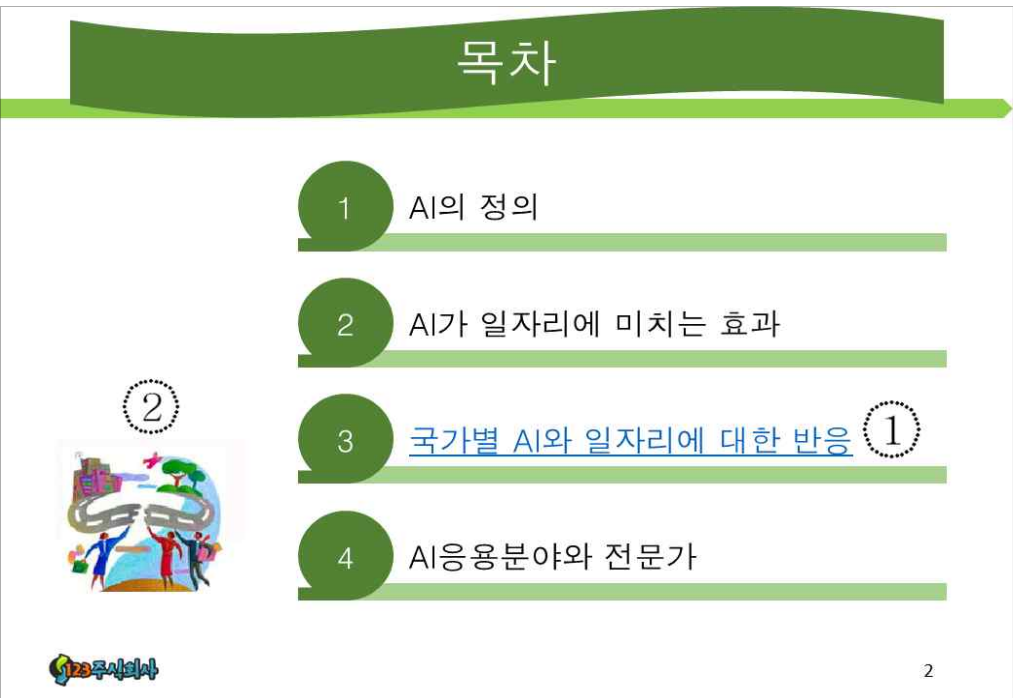 목차
1 AI의 정의
2 AI가 일자리에 미치는 효과
②
3 국가별 AI와 일자리에 대한 반응 ①
4 AI응용분야와 전문가
123주식회사
2